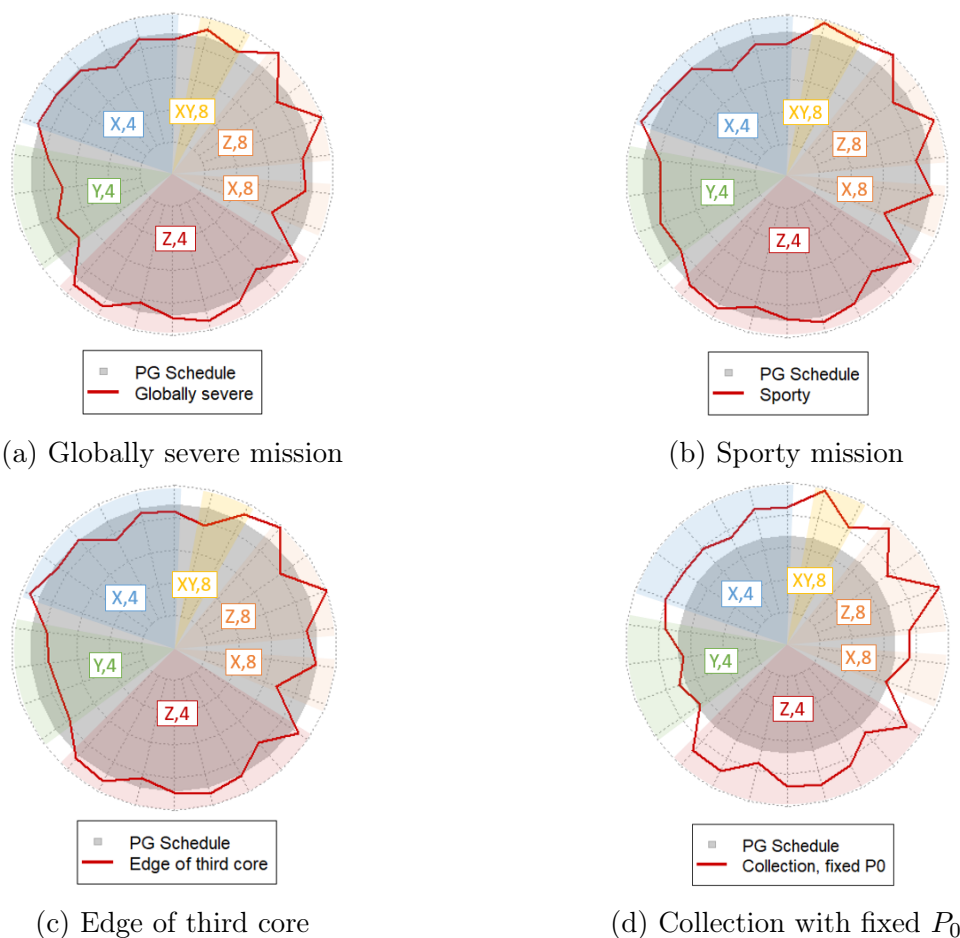 XY,8
X,4
Z,8
Y,4
X,8
Z,4
PG Schedule
Globally severe
(a) Globally severe mission
XY,8
X,4
Z,8
Y,4
X,8
Z,4
PG Schedule
Sporty
(b) Sporty mission
XY,8
X,4
Z,8
Y,4
X,8
Z,4
PG Schedule
Edge of third core
(c) Edge of third core
XY,8
X,4
Z,8
Y,4
X,8
Z,4
PG Schedule
Collection, fixed P0
(d) Collection with fixed P₀